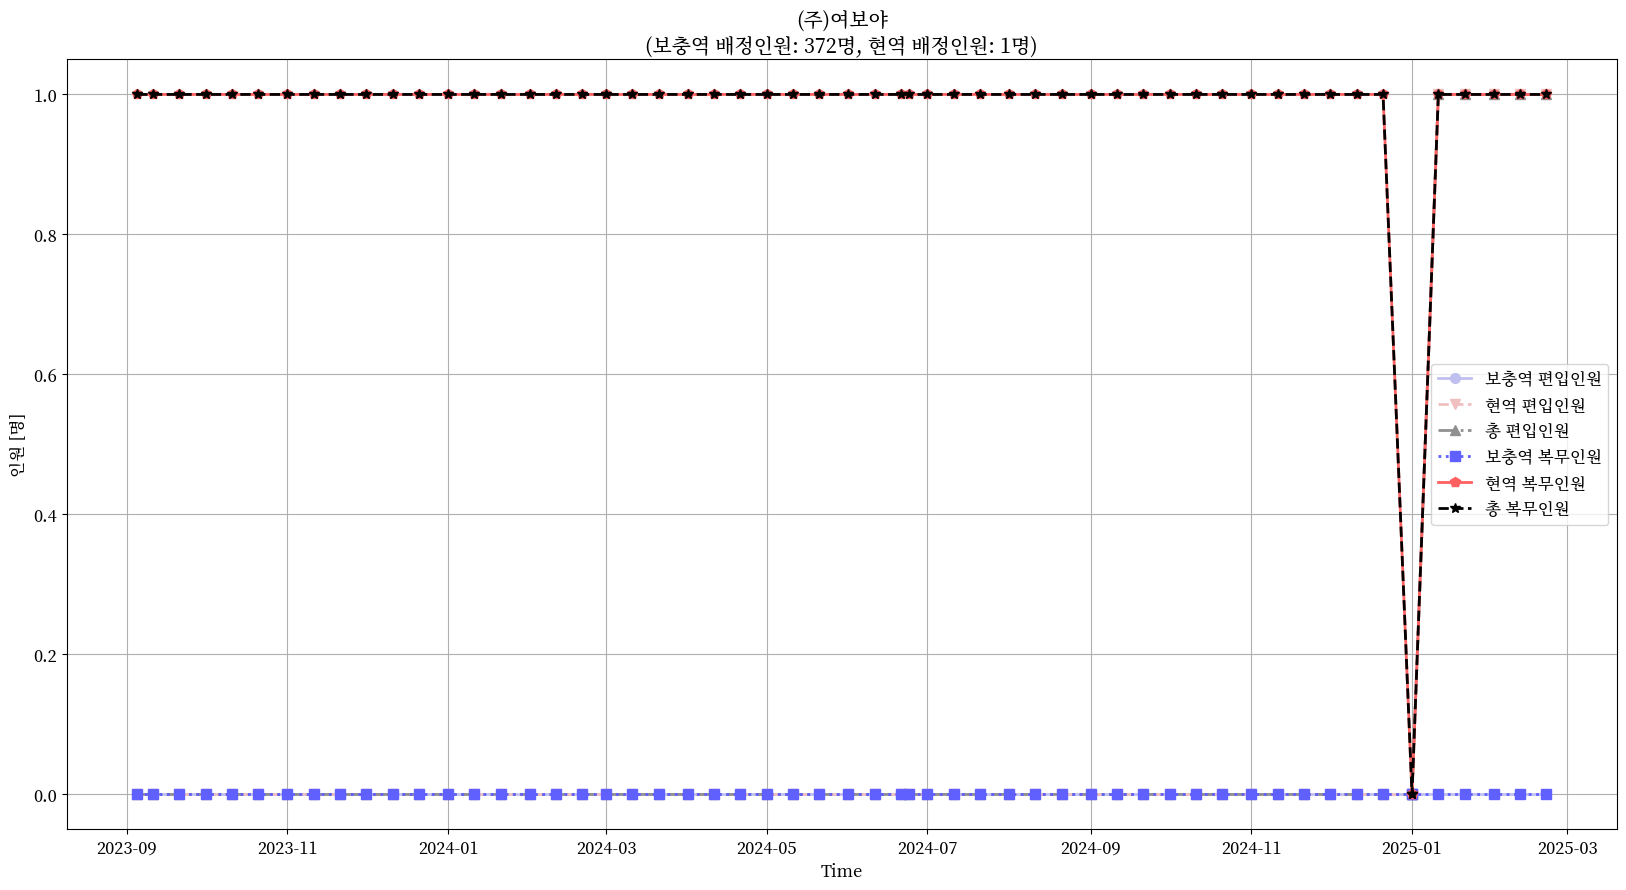 (주)여보야
(보충역 배정인원: 372명, 현역 배정인원: 1명)
1.0
0.8
0.6
0.4
0.2
0.0
인원 [명]
보충역 편입인원
현역 편입인원
총 편입인원
보충역 복무인원
현역 복무인원
총 복무인원
2023-09
2023-11
2024-01
2024-03
2024-05
2024-07
2024-09
2024-11
2025-01
2025-03
Time